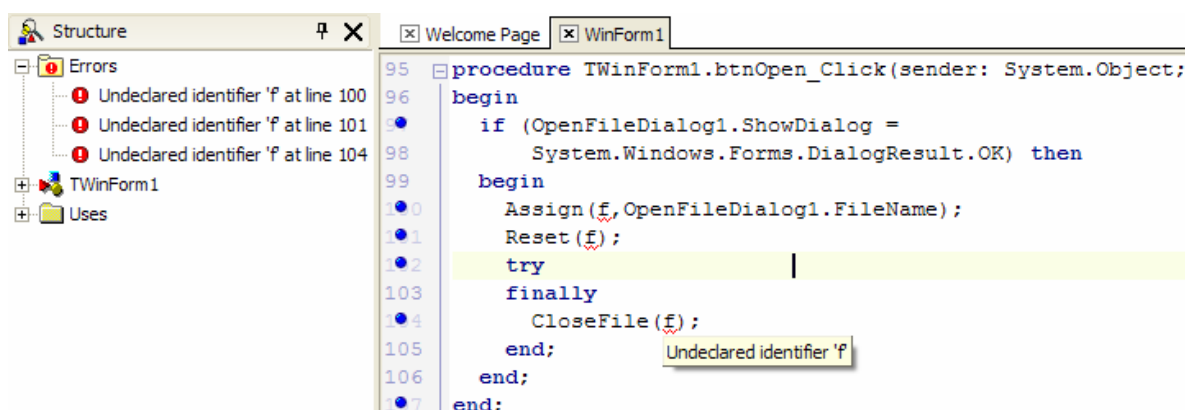 Structure
Welcome Page
WinForm1
Errors
Undeclared identifier 'f' at line 100
Undeclared identifier 'f' at line 101
Undeclared identifier 'f' at line 104
TWinForm1
Uses
95 procedure TWinForm1.btnOpen_Click(sender: System.Object;
96 begin
if (OpenFileDialog1.ShowDialog =
98 System.Windows.Forms.DialogResult.OK) then
99 begin
Assign(f,OpenFileDialog1.FileName);
Reset(f);
try
103 finally
CloseFile(f);
105 end;
Undeclared identifier 'f'
106 end;
end;